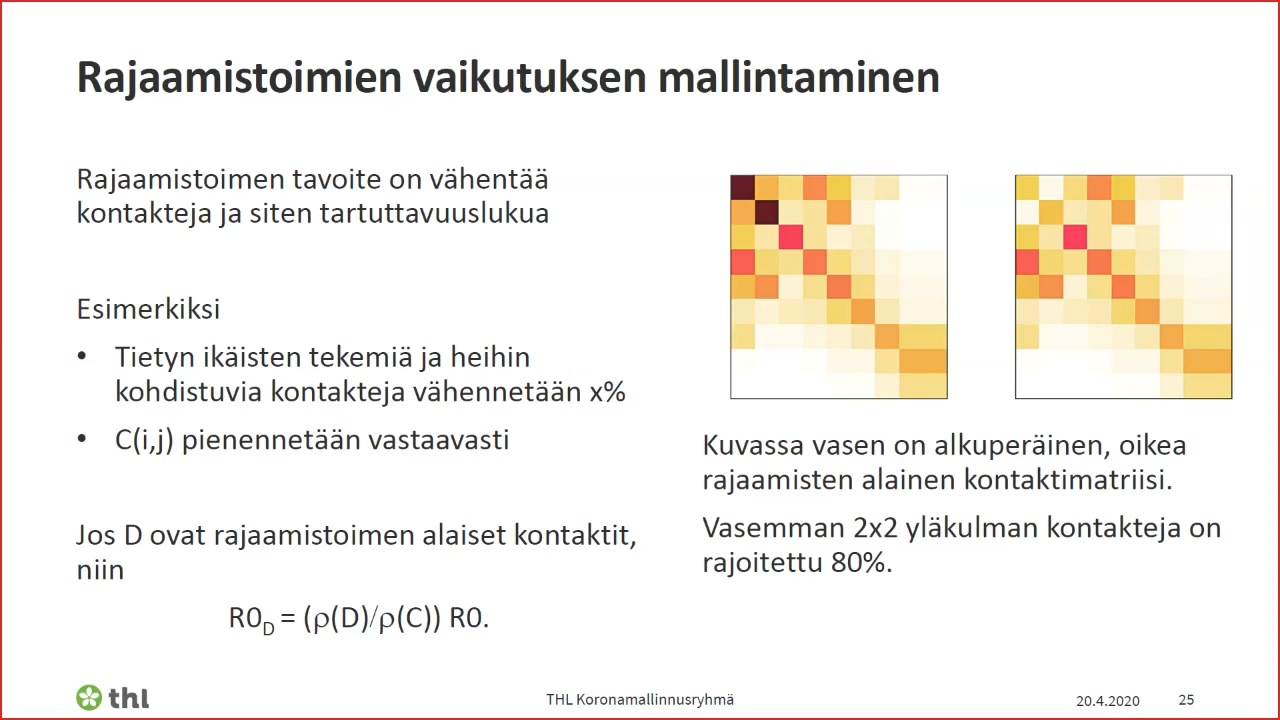 Rajaamistoimien vaikutuksen mallintaminen
Rajaamistoimen tavoite on vähentää
kontakteja ja siten tartuttavuuslukua
Esimerkiksi
• Tietyn ikäisten tekemiä ja heihin
kohdistuvia kontakteja vähennetään x%
• C(i,j) pienennetään vastaavasti
Jos D ovat rajaamistoimen alaiset kontaktit,
niin
R0D = (ρ(D)/ρ(C)) R0.
Kuvassa vasen on alkuperäinen, oikea
rajaamisten alainen kontaktimatriisi.
Vasemman 2x2 yläkulman kontakteja on
rajoitettu 80%.
thl
THL Koronamallinnusryhmä
20.4.2020
25